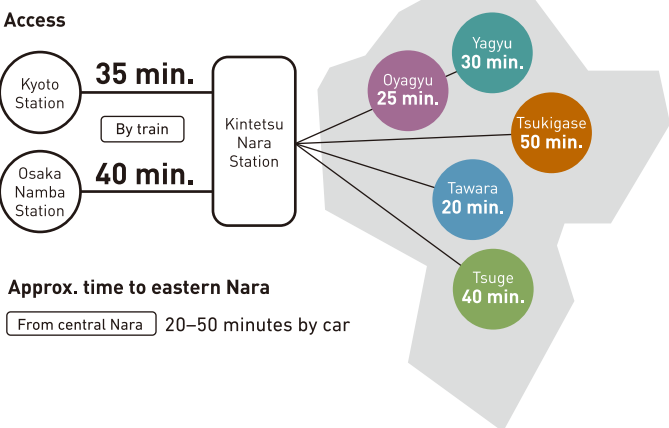 Access
Kyoto
Station
35 min.
By train
Osaka
Namba
Station
40 min.
Kintetsu
Nara
Station
Oyagyu
25 min.
Yagyu
30 min.
Tsukigase
50 min.
Tawara
20 min.
Tsuge
40 min.
Approx. time to eastern Nara
From central Nara 20–50 minutes by car